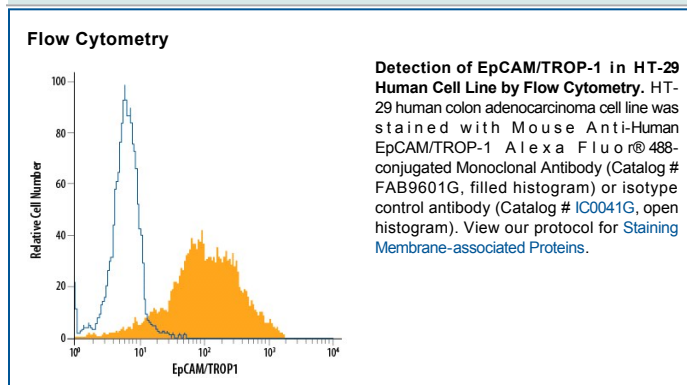 Flow Cytometry
100
80
60
40
20
0
Relative Cell Number
10⁰ 10¹ 10² 10³ 10⁴
EpCAM/TROP1
Detection of EpCAM/TROP-1 in HT-29
Human Cell Line by Flow Cytometry. HT-
29 human colon adenocarcinoma cell line was
stained with Mouse Anti-Human
EpCAM/TROP-1 Alexa Fluor® 488-
conjugated Monoclonal Antibody (Catalog #
FAB9601G, filled histogram) or isotype
control antibody (Catalog # IC0041G, open
histogram). View our protocol for Staining
Membrane-associated Proteins.